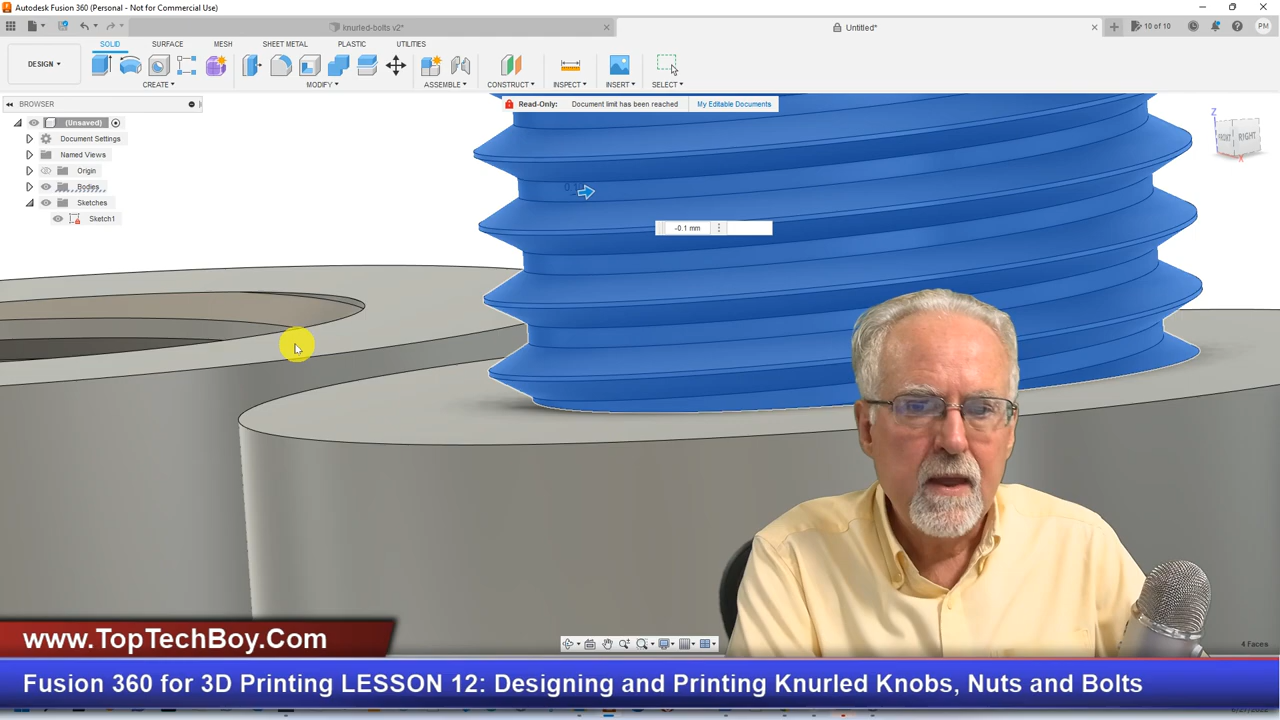 Autodesk Fusion 360 (Personal - Not for Commercial Use)
knurled-bolts v2*
Untitled*
10 of 10
PM
DESIGN
SOLID
SURFACE
MESH
SHEET METAL
PLASTIC
UTILITIES
CREATE
MODIFY
ASSEMBLE
CONSTRUCT
INSPECT
INSERT
SELECT
BROWSER
Read-Only:
Document limit has been reached
My Editable Documents
(Unsaved)
Document Settings
Named Views
Origin
Bodies
Sketches
Sketch1
Z
FRONT
RIGHT
X
-0.1 mm
4 Faces
www.TopTechBoy.Com
Fusion 360 for 3D Printing LESSON 12: Designing and Printing Knurled Knobs, Nuts and Bolts